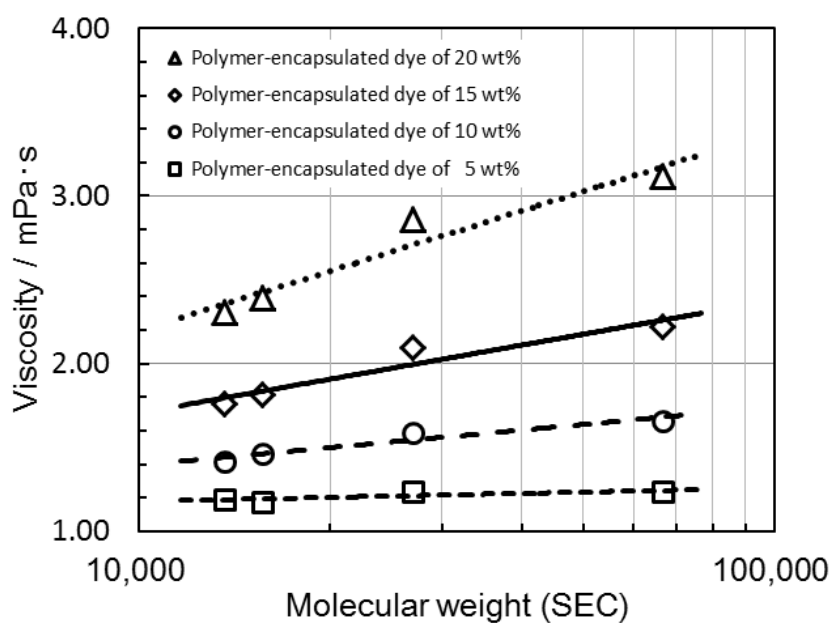 4.00
Polymer-encapsulated dye of 20 wt%
Polymer-encapsulated dye of 15 wt%
Polymer-encapsulated dye of 10 wt%
Polymer-encapsulated dye of 5 wt%
3.00
Viscosity / mPa·s
2.00
1.00
10,000
100,000
Molecular weight (SEC)